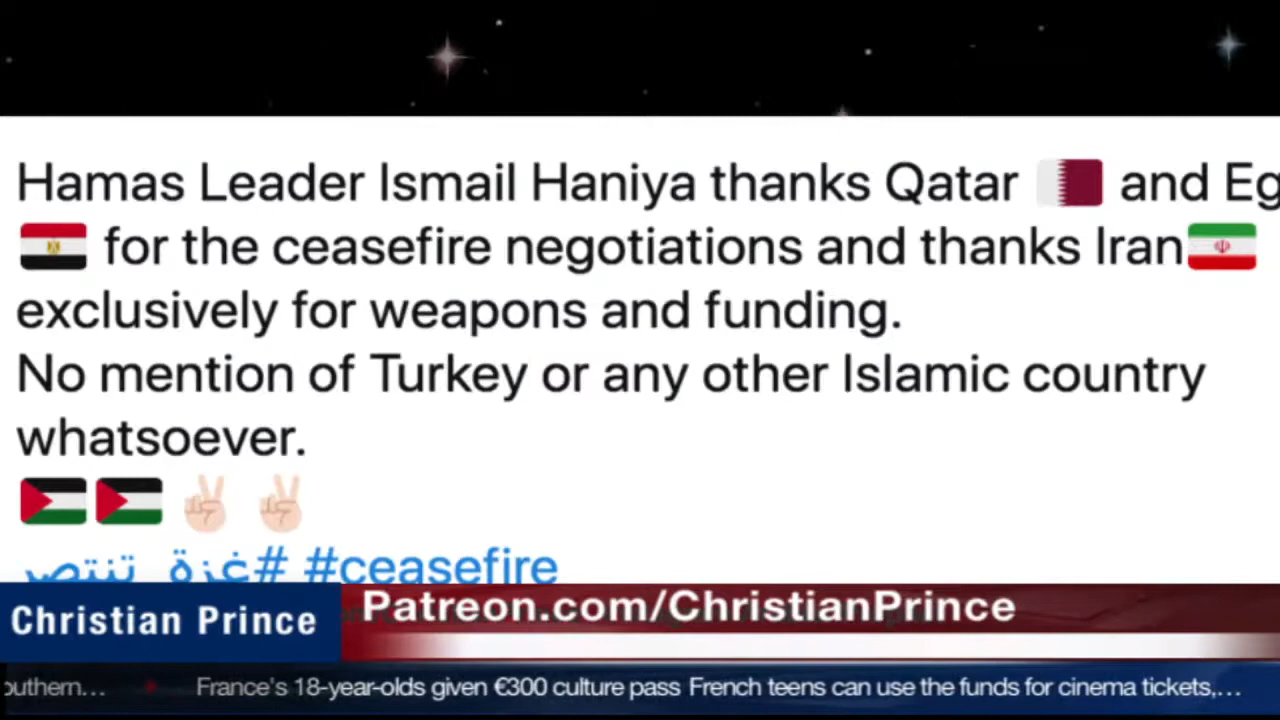 Hamas Leader Ismail Haniya thanks Qatar 🇶🇦 and Eg
🇪🇬 for the ceasefire negotiations and thanks Iran🇮🇷
exclusively for weapons and funding.
No mention of Turkey or any other Islamic country
whatsoever.
🇵🇸🇵🇸✌🏻✌🏻
#غزة_تنتصر #ceasefire
Christian Prince
Patreon.com/ChristianPrince
outhern... France's 18-year-olds given €300 culture pass French teens can use the funds for cinema tickets,...